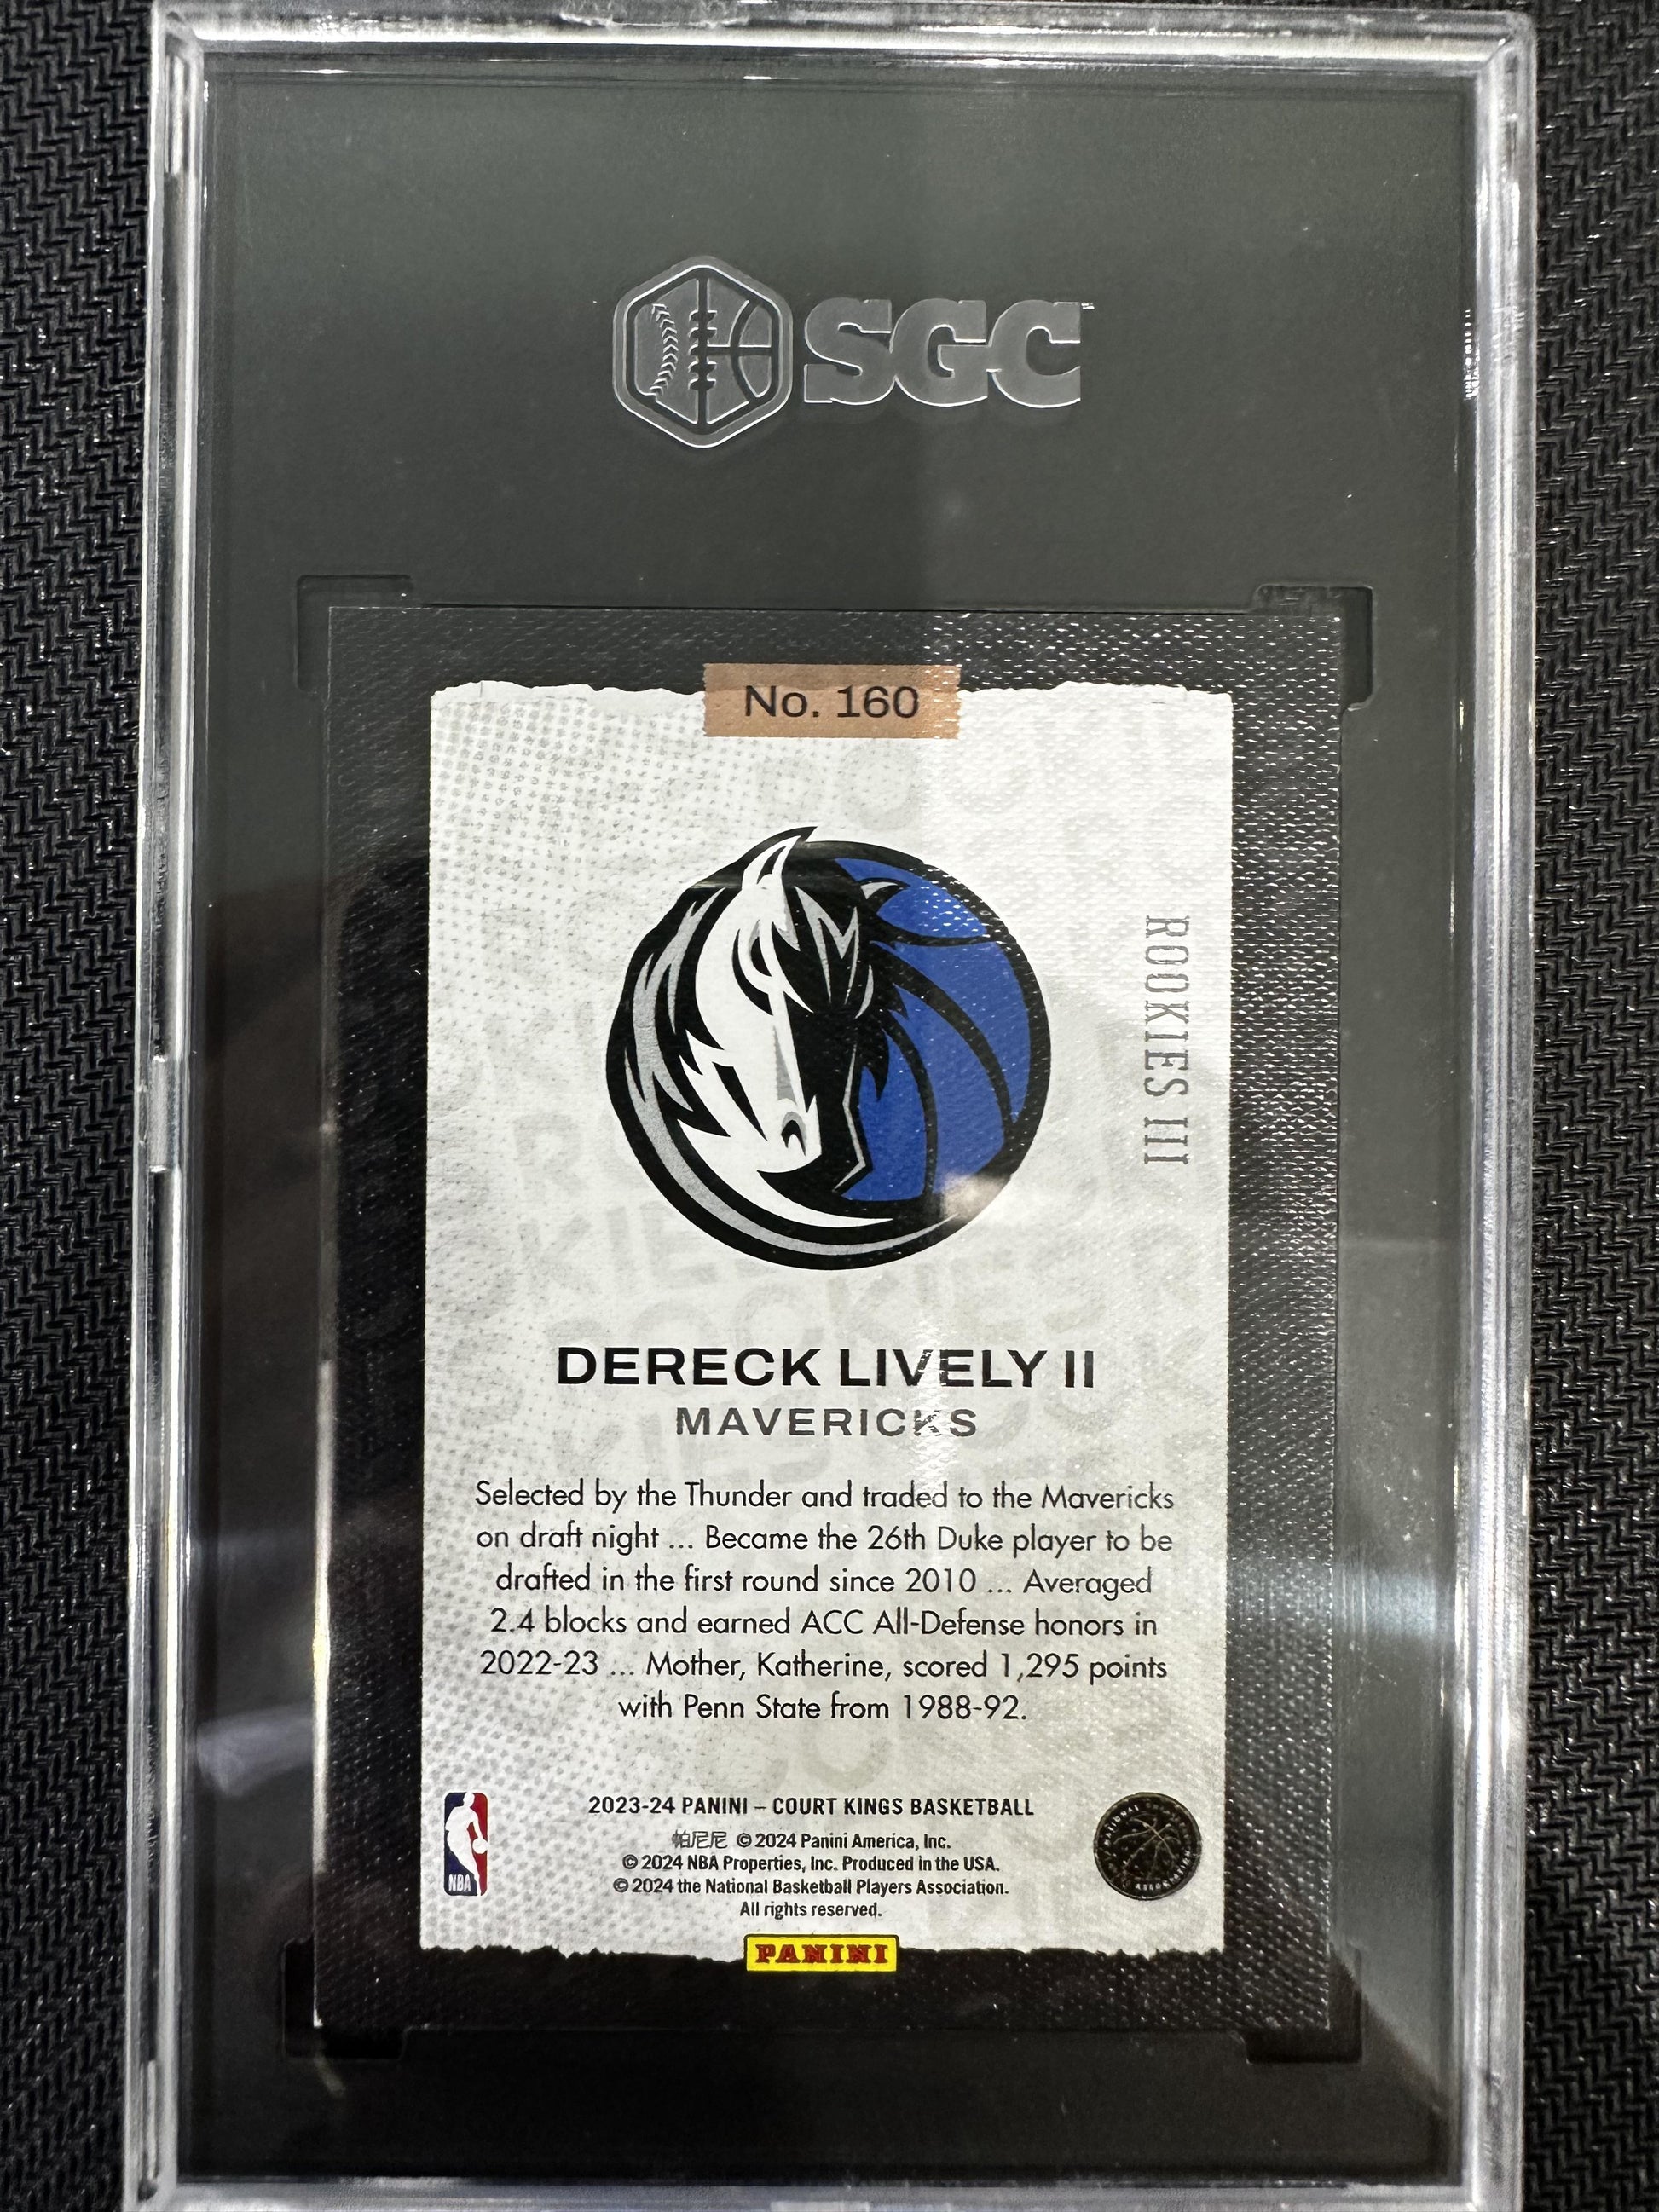 SGC
No. 160
ROOKIES III
DERECK LIVELY II
MAVERICKS
Selected by the Thunder and traded to the Mavericks
on draft night ... Became the 26th Duke player to be
drafted in the first round since 2010 ... Averaged
2.4 blocks and earned ACC All-Defense honors in
2022-23 ... Mother, Katherine, scored 1,295 points
with Penn State from 1988-92.
2023-24 PANINI – COURT KINGS BASKETBALL
帕尼尼 © 2024 Panini America, Inc.
© 2024 NBA Properties, Inc. Produced in the USA.
© 2024 the National Basketball Players Association.
All rights reserved.
NBA
PANINI